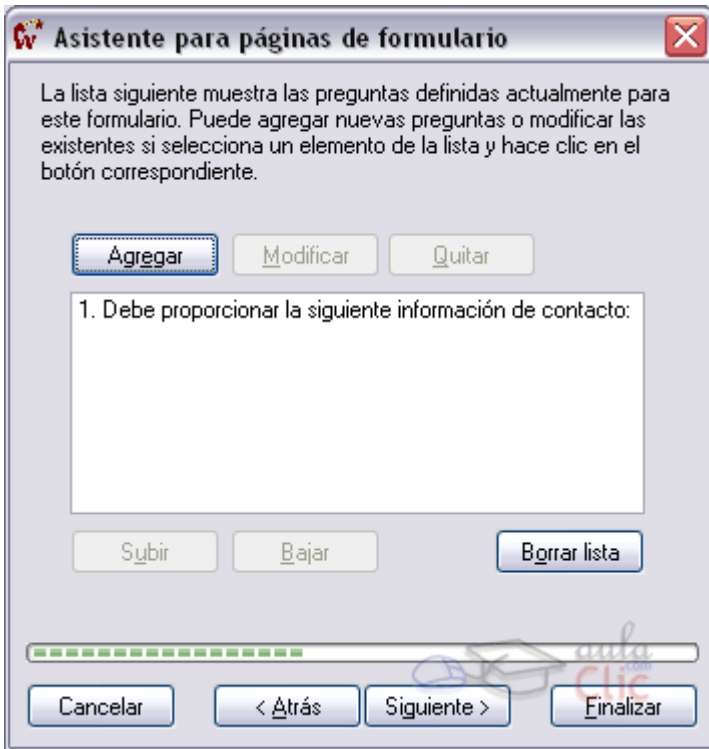 Asistente para páginas de formulario
La lista siguiente muestra las preguntas definidas actualmente para
este formulario. Puede agregar nuevas preguntas o modificar las
existentes si selecciona un elemento de la lista y hace clic en el
botón correspondiente.
Agregar Modificar Quitar
1. Debe proporcionar la siguiente información de contacto:
Subir Bajar Borrar lista
aula
.com
Clic
Cancelar < Atrás Siguiente > Finalizar